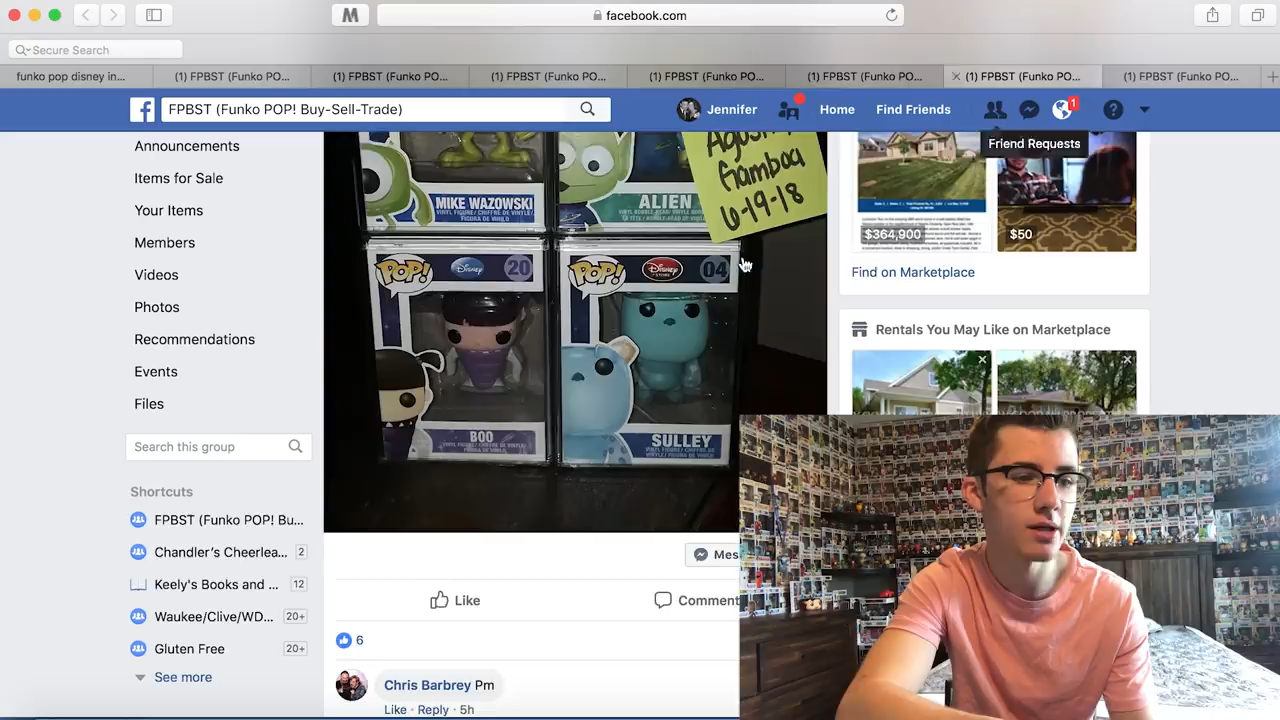 M
facebook.com
Secure Search
funko pop disney in...
(1) FPBST (Funko PO...
(1) FPBST (Funko PO...
(1) FPBST (Funko PO...
(1) FPBST (Funko PO...
(1) FPBST (Funko PO...
(1) FPBST (Funko PO...
(1) FPBST (Funko PO...
FPBST (Funko POP! Buy-Sell-Trade)
Jennifer
Home
Find Friends
1
Friend Requests
Announcements
Items for Sale
Your Items
Members
Videos
Photos
Recommendations
Events
Files
Search this group
Shortcuts
FPBST (Funko POP! Bu...
Chandler's Cheerlea... 2
Keely's Books and ... 12
Waukee/Clive/WD... 20+
Gluten Free 20+
See more
MIKE WAZOWSKI
ALIEN
Gamboa
6-19-18
POP! Disney 20
POP! Disney 04
BOO
SULLEY
Mes
Like
Comment
6
Chris Barbrey Pm
Like · Reply · 5h
$364,900
$50
Find on Marketplace
Rentals You May Like on Marketplace